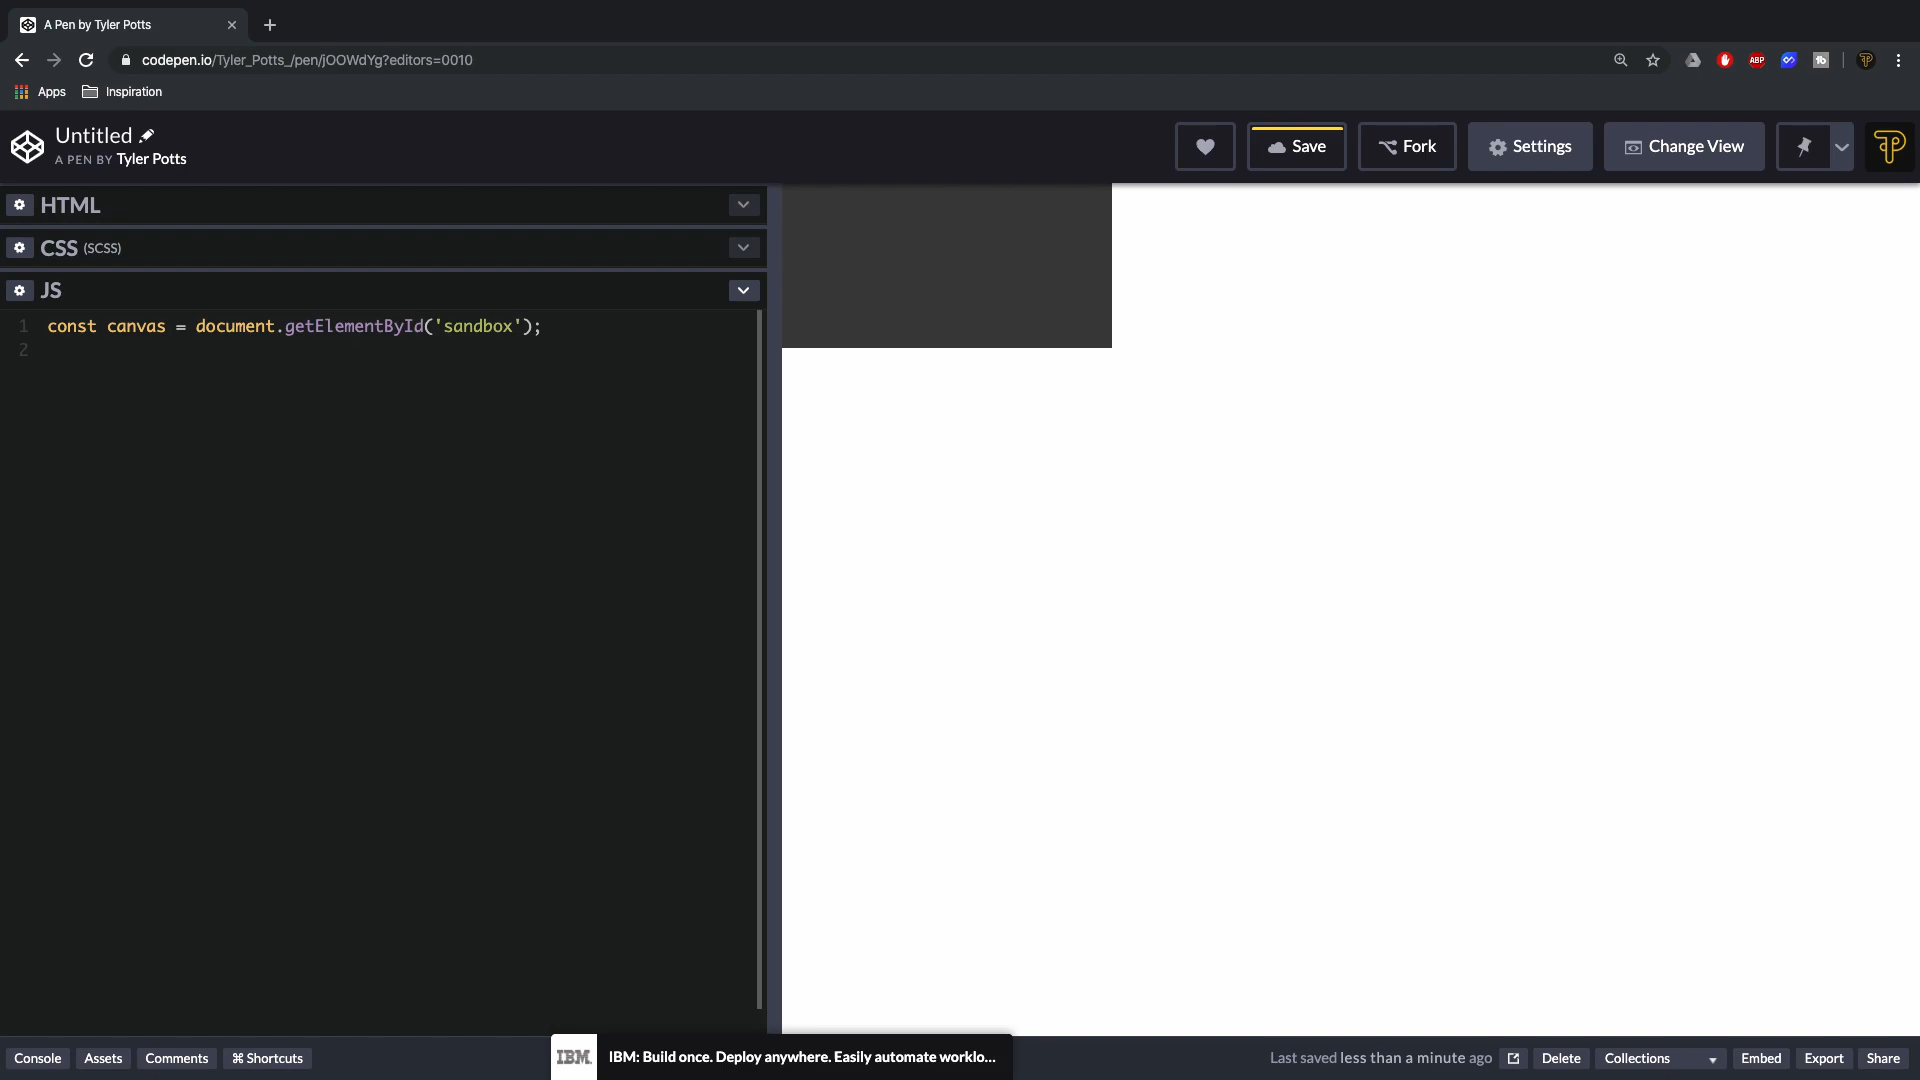 A Pen by Tyler Potts
codepen.io/Tyler_Potts_/pen/jOOWdYg?editors=0010
ABP
tb
Apps
Inspiration
Untitled
A PEN BY Tyler Potts
Save
Fork
Settings
Change View
HTML
CSS (SCSS)
JS
1 const canvas = document.getElementById('sandbox');
2
Console
Assets
Comments
⌘ Shortcuts
IBM
IBM: Build once. Deploy anywhere. Easily automate worklo...
Last saved less than a minute ago
Delete
Collections
Embed
Export
Share